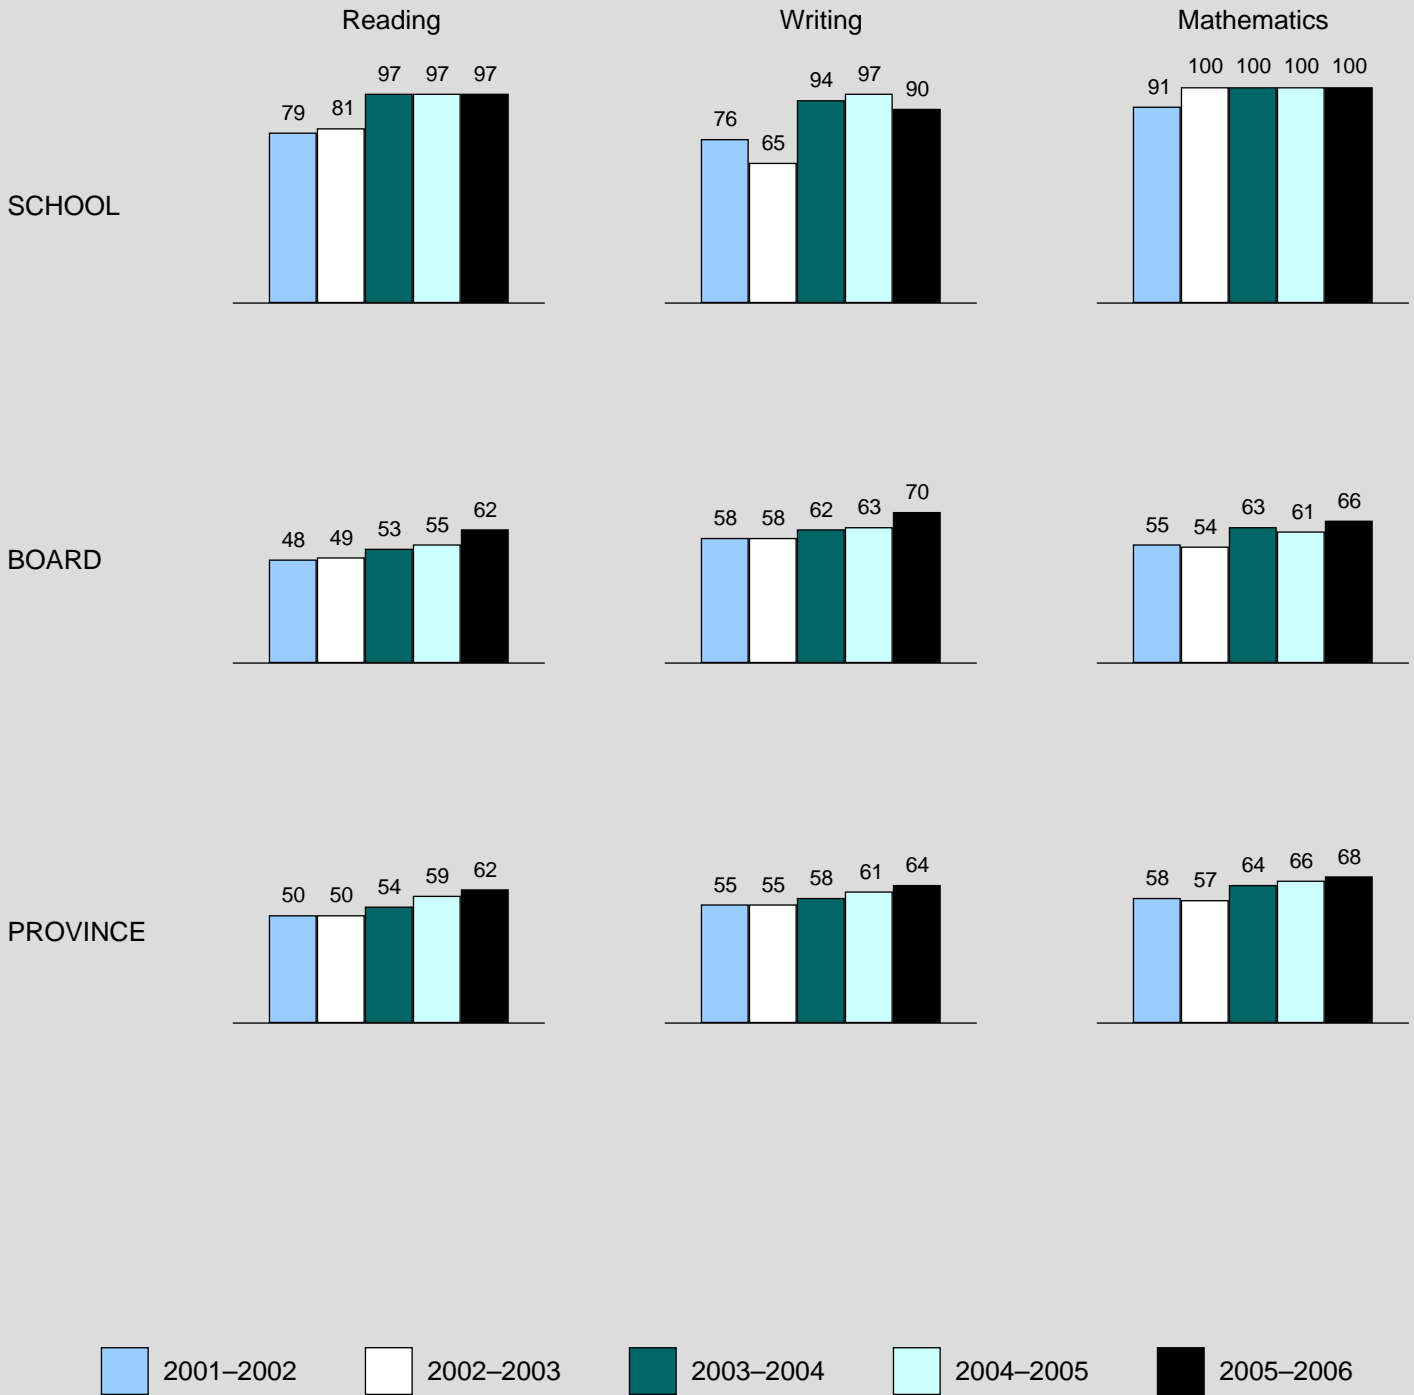 Reading Writing Mathematics
79 81 97 97 97
76 65 94 97 90
91 100 100 100 100
SCHOOL
48 49 53 55 62
58 58 62 63 70
55 54 63 61 66
BOARD
50 50 54 59 62
55 55 58 61 64
58 57 64 66 68
PROVINCE
2001–2002 2002–2003 2003–2004 2004–2005 2005–2006